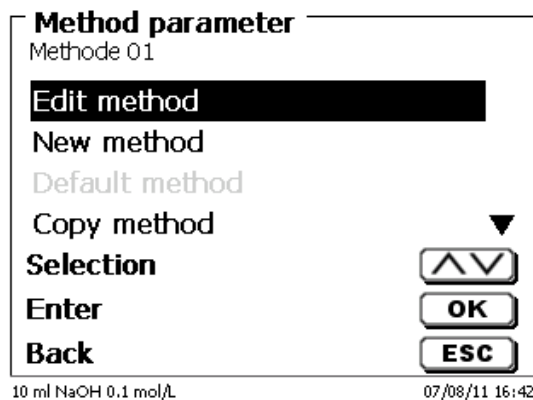 Method parameter
Methode 01
Edit method
New method
Default method
Copy method
Selection
Enter OK
Back ESC
10 ml NaOH 0.1 mol/L 07/08/11 16:42